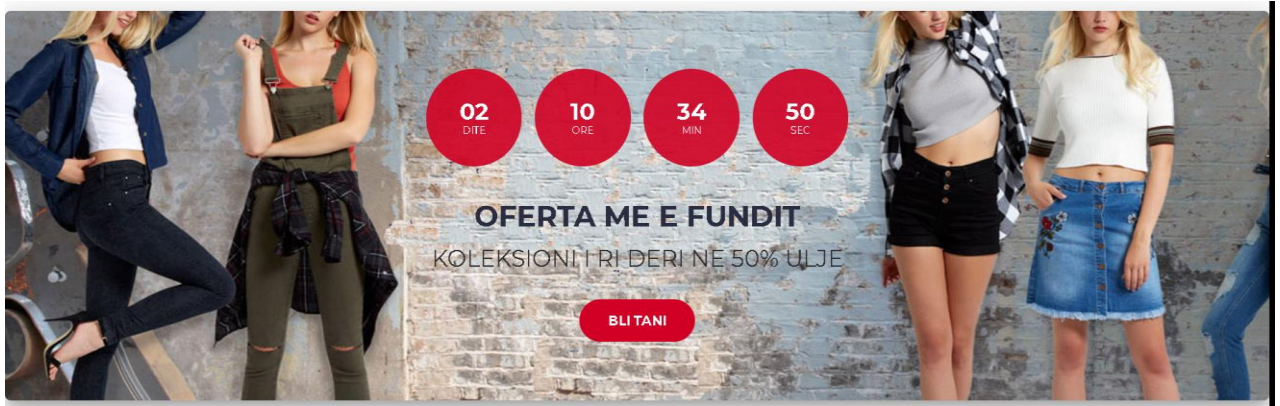 02 10 34 50
DITE ORE MIN SEC
OFERTA ME E FUNDIT
KOLEKSIONI I RI DERI NE 50% ULJE
BLI TANI